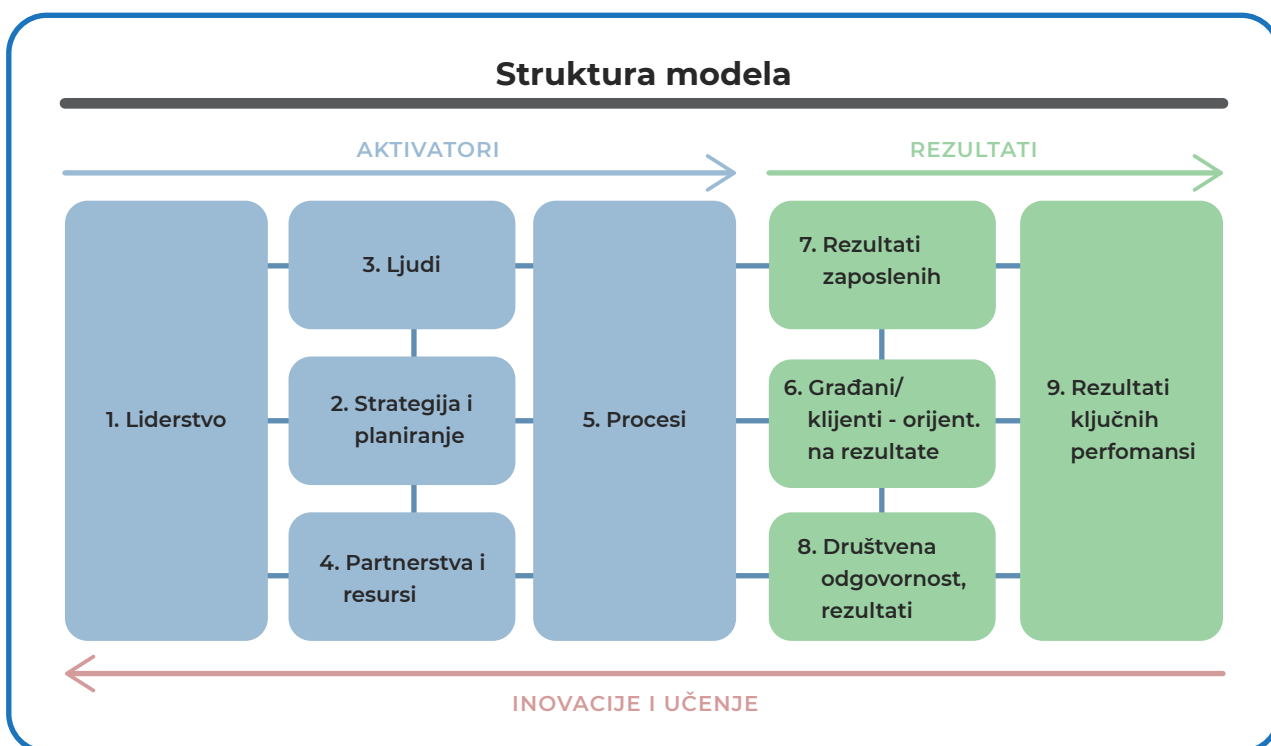 Struktura modela
AKTIVATORI
REZULTATI
1. Liderstvo
3. Ljudi
2. Strategija i
planiranje
4. Partnerstva i
resursi
5. Procesi
7. Rezultati
zaposlenih
6. Građani/
klijenti - orijent.
na rezultate
8. Društvena
odgovornost,
rezultati
9. Rezultati
ključnih
perfomansi
INOVACIJE I UČENJE